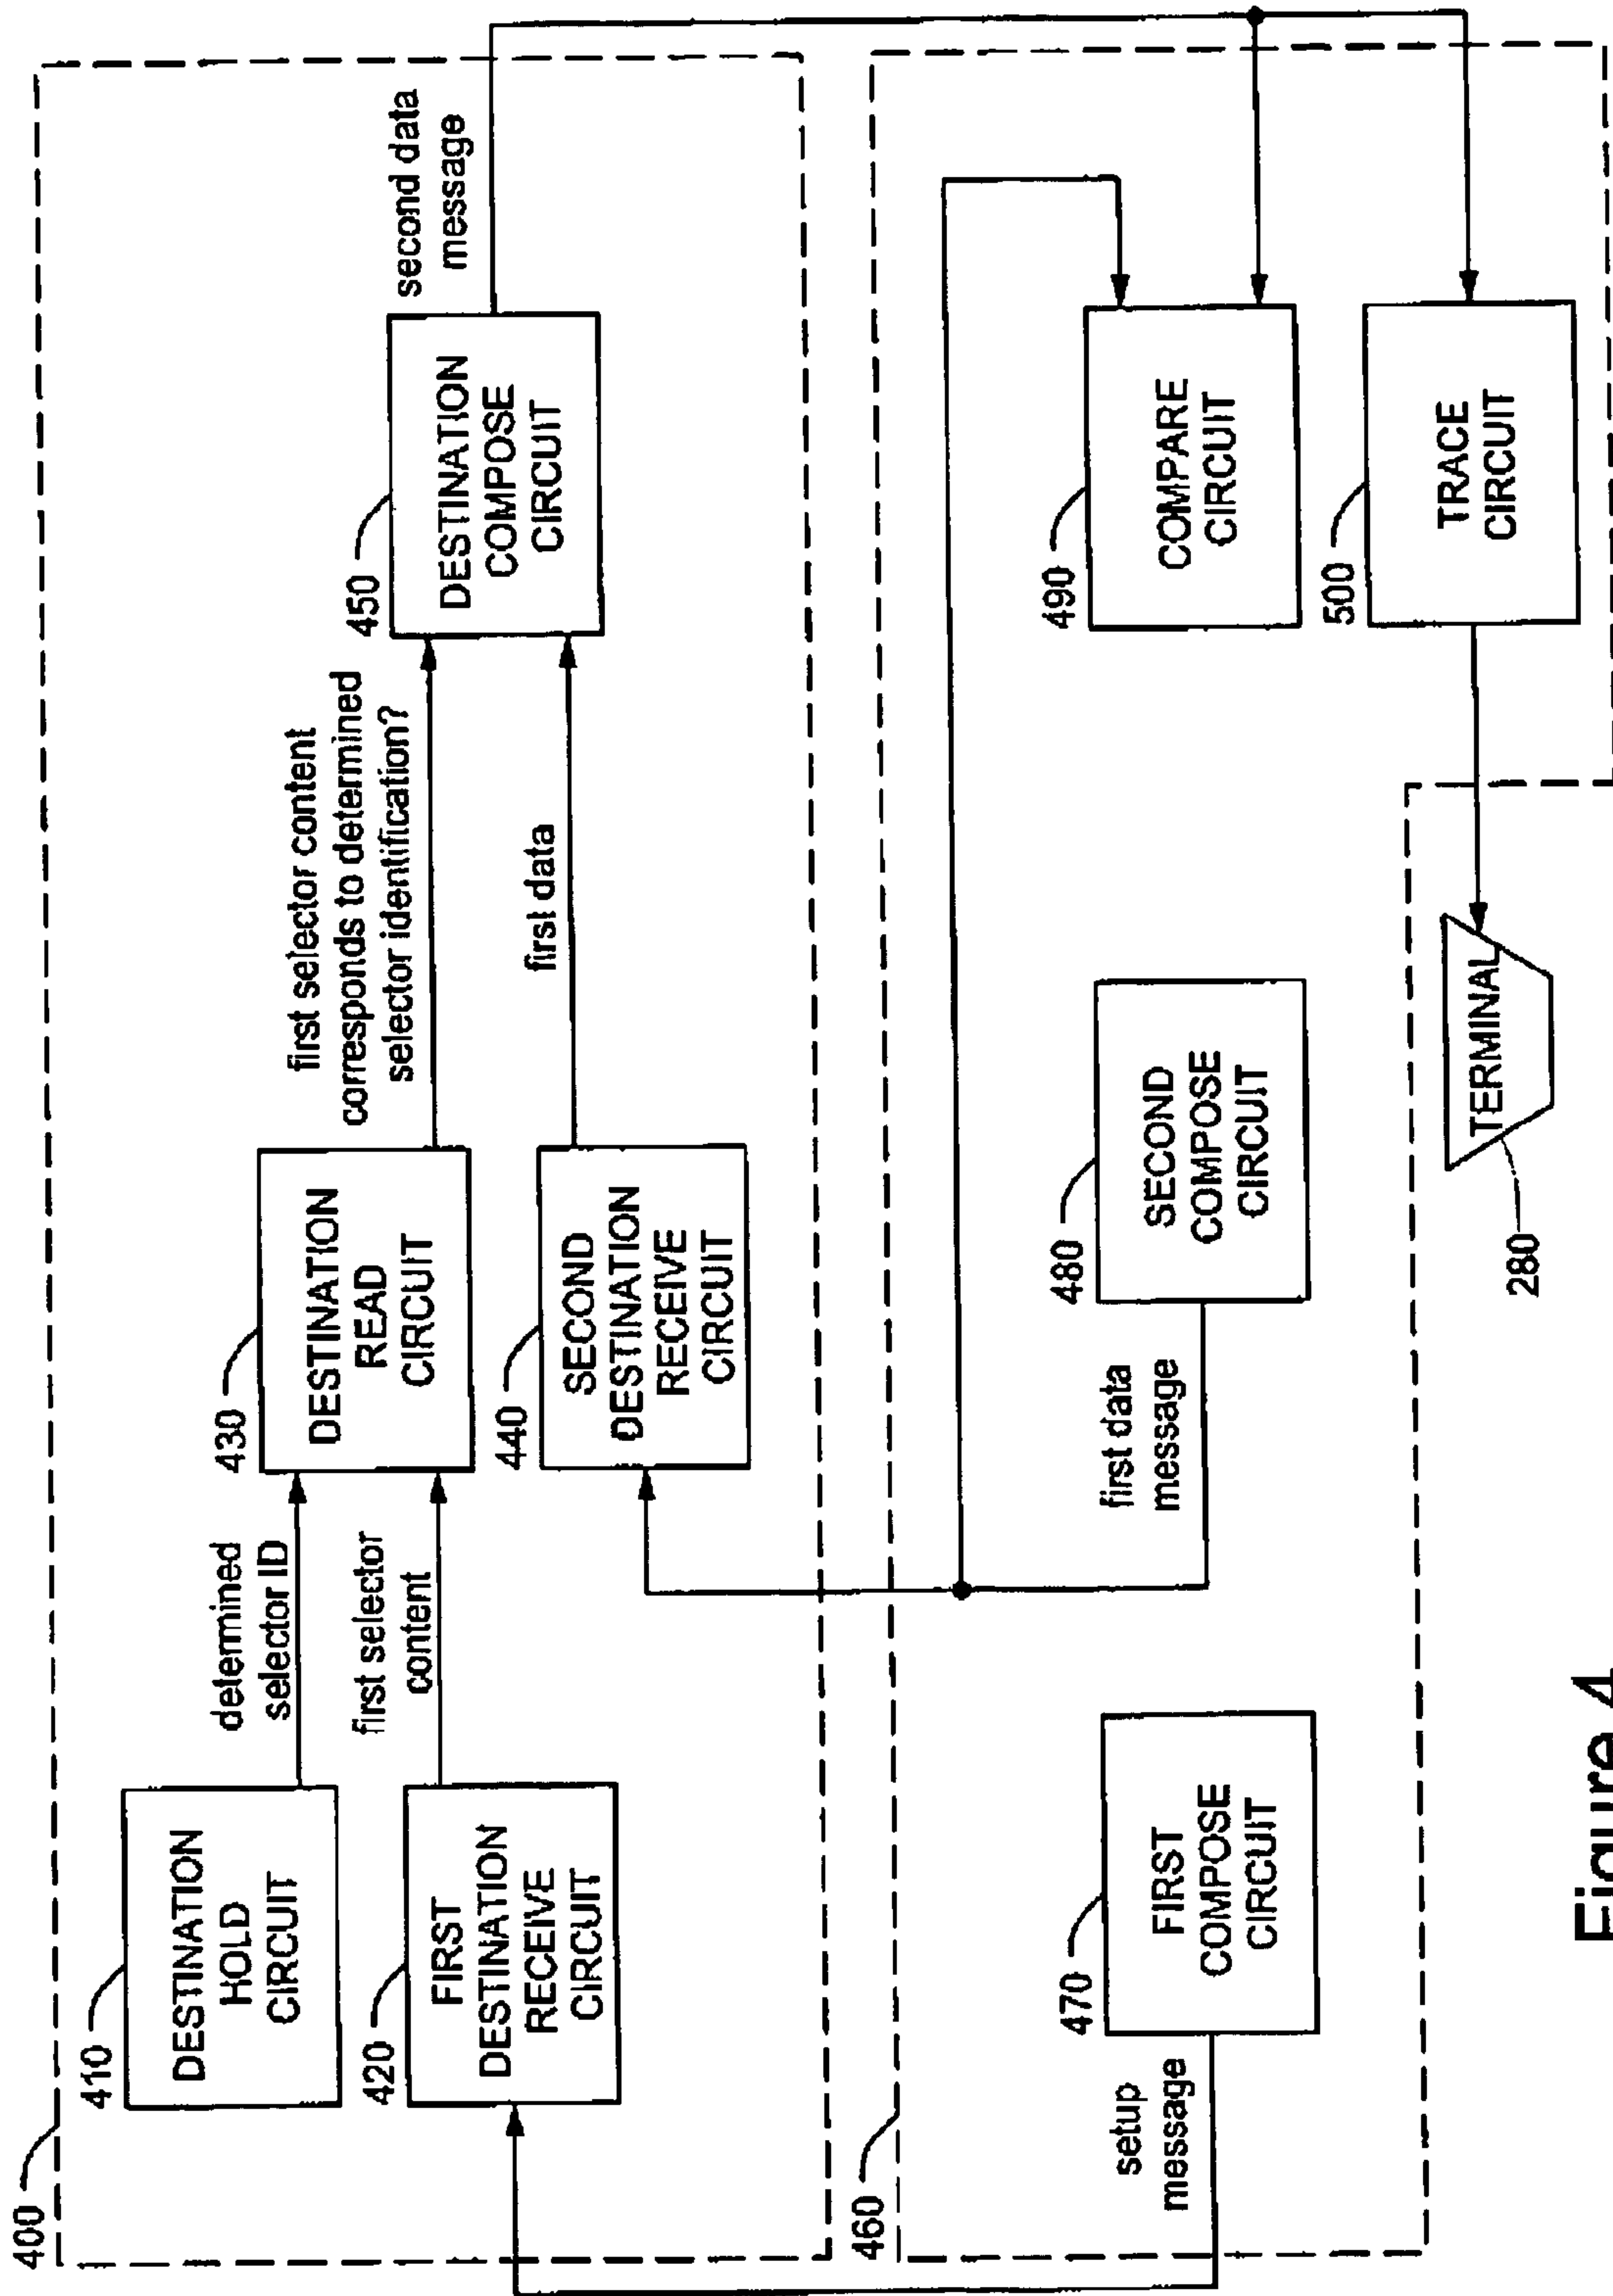 400
410
DESTINATION
HOLD
CIRCUIT
determined
selector ID
420
FIRST
DESTINATION
RECEIVE
CIRCUIT
first selector
content
430
DESTINATION
READ
CIRCUIT
first selector content
corresponds to determined
selector identification?
440
SECOND
DESTINATION
RECEIVE
CIRCUIT
first data
450
DESTINATION
COMPOSE
CIRCUIT
second data
message
460
setup
message
470
FIRST
COMPOSE
CIRCUIT
first data
message
480
SECOND
COMPOSE
CIRCUIT
490
COMPARE
CIRCUIT
500
TRACE
CIRCUIT
TERMINAL
280
Figure 4